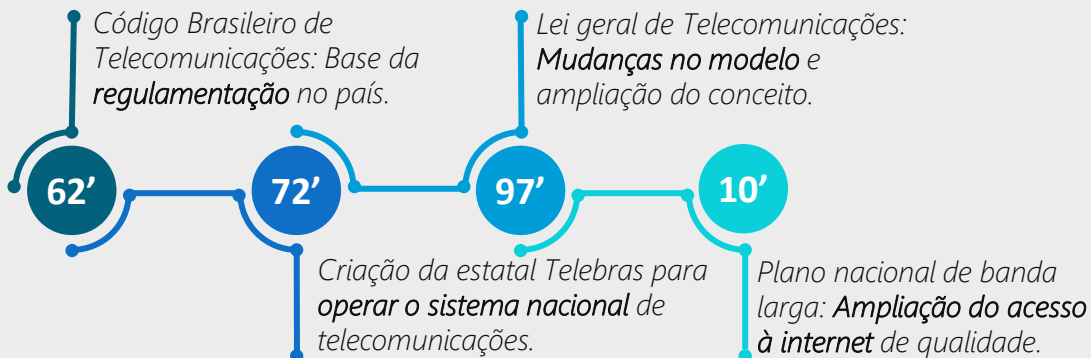 Código Brasileiro de
Telecomunicações: Base da
regulamentação no país.
Lei geral de Telecomunicações:
Mudanças no modelo e
ampliação do conceito.
62’
72’
97’
10’
Criação da estatal Telebras para
operar o sistema nacional de
telecomunicações.
Plano nacional de banda
larga: Ampliação do acesso
à internet de qualidade.